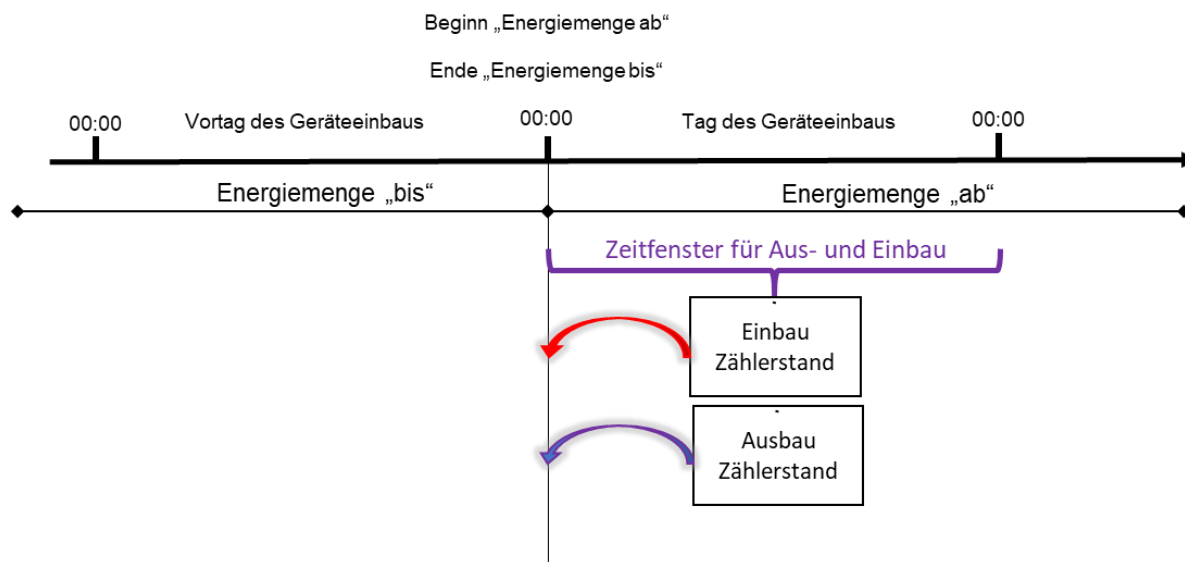 Beginn „Energiemenge ab“
Ende „Energiemenge bis“
00:00
Vortag des Geräteeinbaus
00:00
Tag des Geräteeinbaus
00:00
Energiemenge „bis“
Energiemenge „ab“
Zeitfenster für Aus- und Einbau
Einbau
Zählerstand
Ausbau
Zählerstand